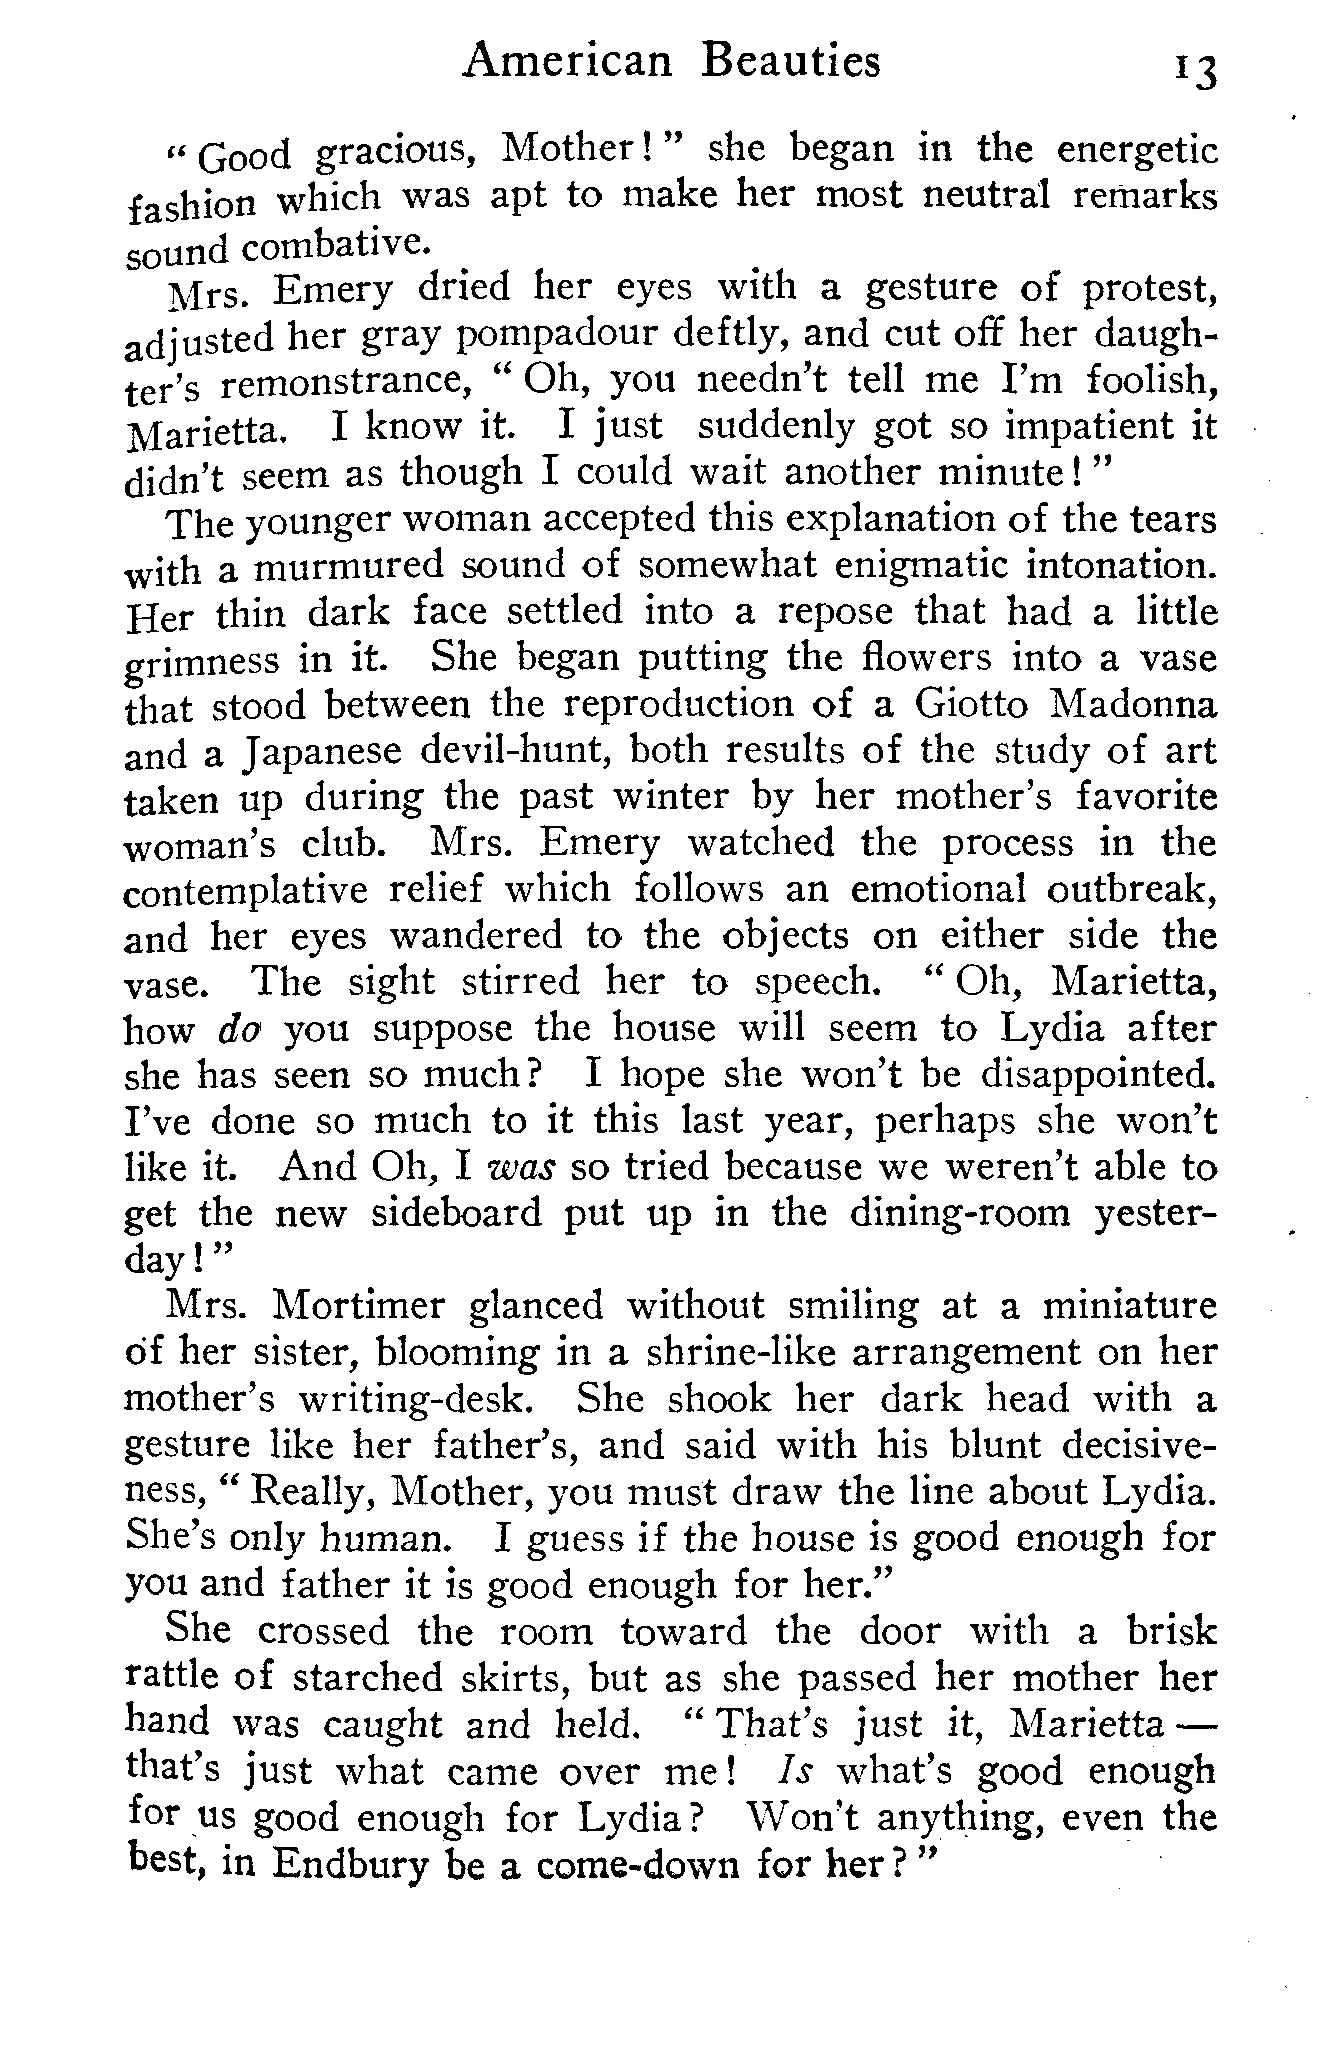 American Beauties 13
“ Good gracious, Mother! ” she began in the energetic
fashion which was apt to make her most neutral remarks
sound combative.
Mrs. Emery dried her eyes with a gesture of protest,
adjusted her gray pompadour deftly, and cut off her daugh-
ter’s remonstrance, “ Oh, you needn’t tell me I’m foolish,
Marietta. I know it. I just suddenly got so impatient it
didn’t seem as though I could wait another minute! ”
The younger woman accepted this explanation of the tears
with a murmured sound of somewhat enigmatic intonation.
Her thin dark face settled into a repose that had a little
grimness in it. She began putting the flowers into a vase
that stood between the reproduction of a Giotto Madonna
and a Japanese devil-hunt, both results of the study of art
taken up during the past winter by her mother’s favorite
woman’s club. Mrs. Emery watched the process in the
contemplative relief which follows an emotional outbreak,
and her eyes wandered to the objects on either side the
vase. The sight stirred her to speech. “ Oh, Marietta,
how do you suppose the house will seem to Lydia after
she has seen so much? I hope she won’t be disappointed.
I’ve done so much to it this last year, perhaps she won’t
like it. And Oh, I was so tried because we weren’t able to
get the new sideboard put up in the dining-room yester-
day! ”
Mrs. Mortimer glanced without smiling at a miniature
of her sister, blooming in a shrine-like arrangement on her
mother’s writing-desk. She shook her dark head with a
gesture like her father’s, and said with his blunt decisive-
ness, “ Really, Mother, you must draw the line about Lydia.
She’s only human. I guess if the house is good enough for
you and father it is good enough for her.”
She crossed the room toward the door with a brisk
rattle of starched skirts, but as she passed her mother her
hand was caught and held. “ That’s just it, Marietta —
that’s just what came over me! Is what’s good enough
for us good enough for Lydia? Won’t anything, even the
best, in Endbury be a come-down for her? ”